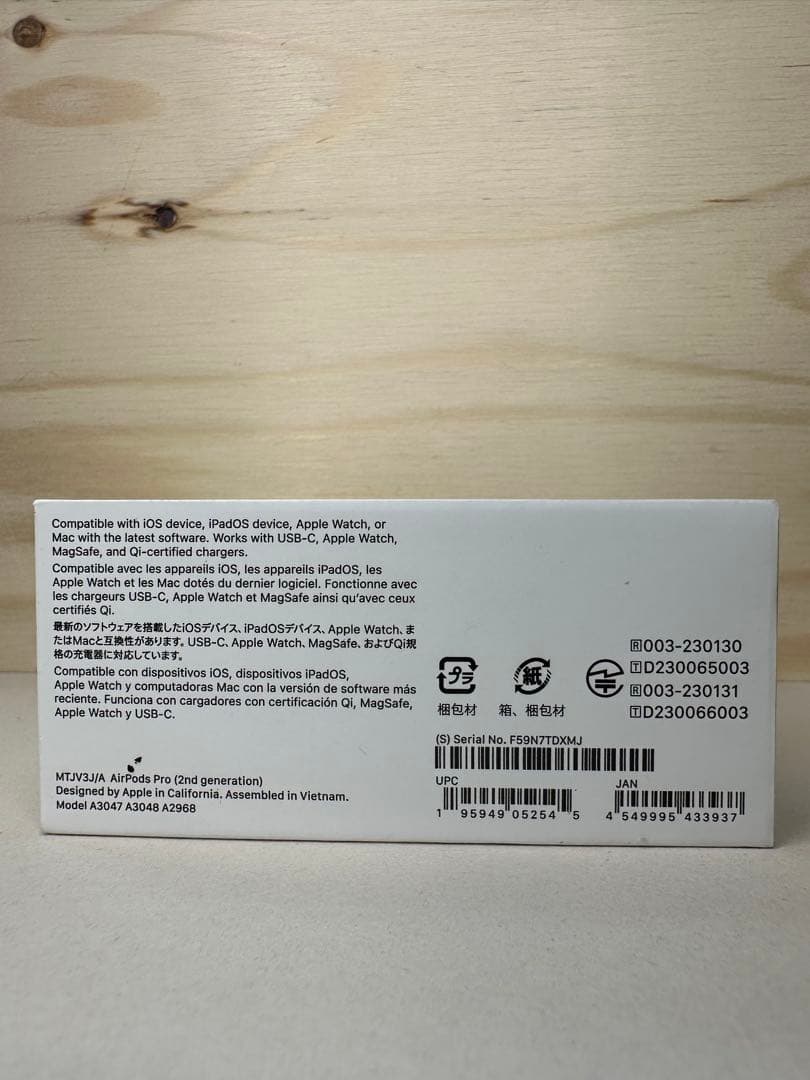 Compatible with iOS device, iPadOS device, Apple Watch, or
Mac with the latest software. Works with USB-C, Apple Watch,
MagSafe, and Qi-certified chargers.
Compatible avec les appareils iOS, les appareils iPadOS, les
Apple Watch et les Mac dotés du dernier logiciel. Fonctionne avec
les chargeurs USB-C, Apple Watch et MagSafe ainsi qu'avec ceux
certifiés Qi.
最新のソフトウェアを搭載したiOSデバイス、iPadOSデバイス、Apple Watch、ま
たはMacと互換性があります。USB-C、Apple Watch、MagSafe、およびQi規
格の充電器に対応しています。
Compatible con dispositivos iOS, dispositivos iPadOS,
Apple Watch y computadoras Mac con la versión de software más
reciente. Funciona con cargadores con certificación Qi, MagSafe,
Apple Watch y USB-C.
MTJV3J/A AirPods Pro (2nd generation)
Designed by Apple in California. Assembled in Vietnam.
Model A3047 A3048 A2968
プラ
梱包材
紙
箱、梱包材
R 003-230130
T D230065003
R 003-230131
T D230066003
(S) Serial No. F59N7TDXMJ
UPC
1 95949 05254 5
JAN
4 549995 433937